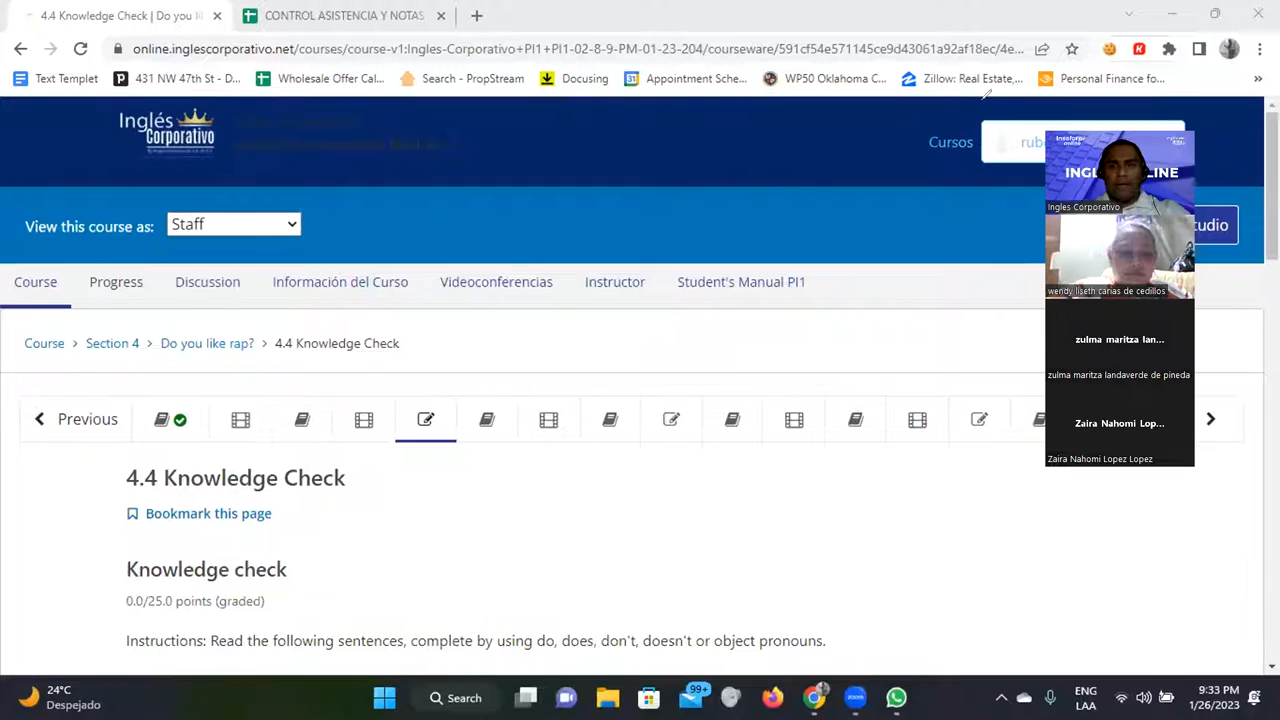 4.4 Knowledge Check | Do you l
CONTROL ASISTENCIA Y NOTAS
online.inglescorporativo.net/courses/course-v1:Ingles-Corporativo+PI1+PI1-02-8-9-PM-01-23-204/courseware/591cf54e571145ce9d43061a92af18ec/4e...
Text Templet
431 NW 47th St - D...
Wholesale Offer Cal...
Search - PropStream
Docusing
Appointment Sche...
WP50 Oklahoma C...
Zillow: Real Estate,...
Personal Finance fo...
»
Inglés
Corporativo
Cursos
rub
View this course as:
Staff
tudio
INGL
LINE
Ingles Corporativo
wendy liseth carias de cedillos
zulma maritza lan...
zulma maritza landaverde de pineda
Zaira Nahomi Lop...
Zaira Nahomi Lopez Lopez
Course
Progress
Discussion
Información del Curso
Videoconferencias
Instructor
Student's Manual PI1
Course > Section 4 > Do you like rap? > 4.4 Knowledge Check
Previous
4.4 Knowledge Check
Bookmark this page
Knowledge check
0.0/25.0 points (graded)
Instructions: Read the following sentences, complete by using do, does, don't, doesn't or object pronouns.
24°C
Despejado
Search
99+
ENG
LAA
9:33 PM
1/26/2023